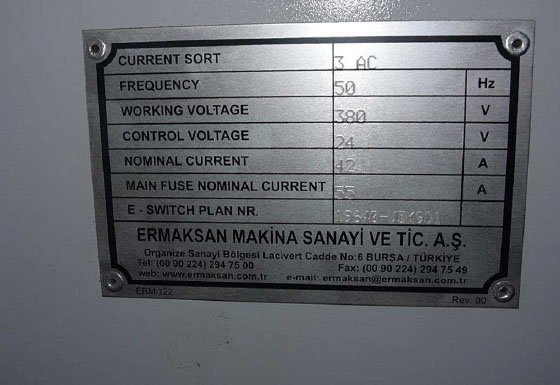 CURRENT SORT 3 AC
FREQUENCY 50 Hz
WORKING VOLTAGE 380 V
CONTROL VOLTAGE 24 V
NOMINAL CURRENT 42 A
MAIN FUSE NOMINAL CURRENT 55 A
E - SWITCH PLAN NR.
ERMAKSAN MAKİNA SANAYİ VE TİC. A.Ş.
Organize Sanayi Bölgesi Lacivert Cadde No:6 BURSA / TÜRKİYE
Tel: (00 90 224) 294 75 00 Fax: (00 90 224) 294 75 49
web: www.ermaksan.com.tr e-mail: ermaksan@ermaksan.com.tr
ERM 122 Rev. 00